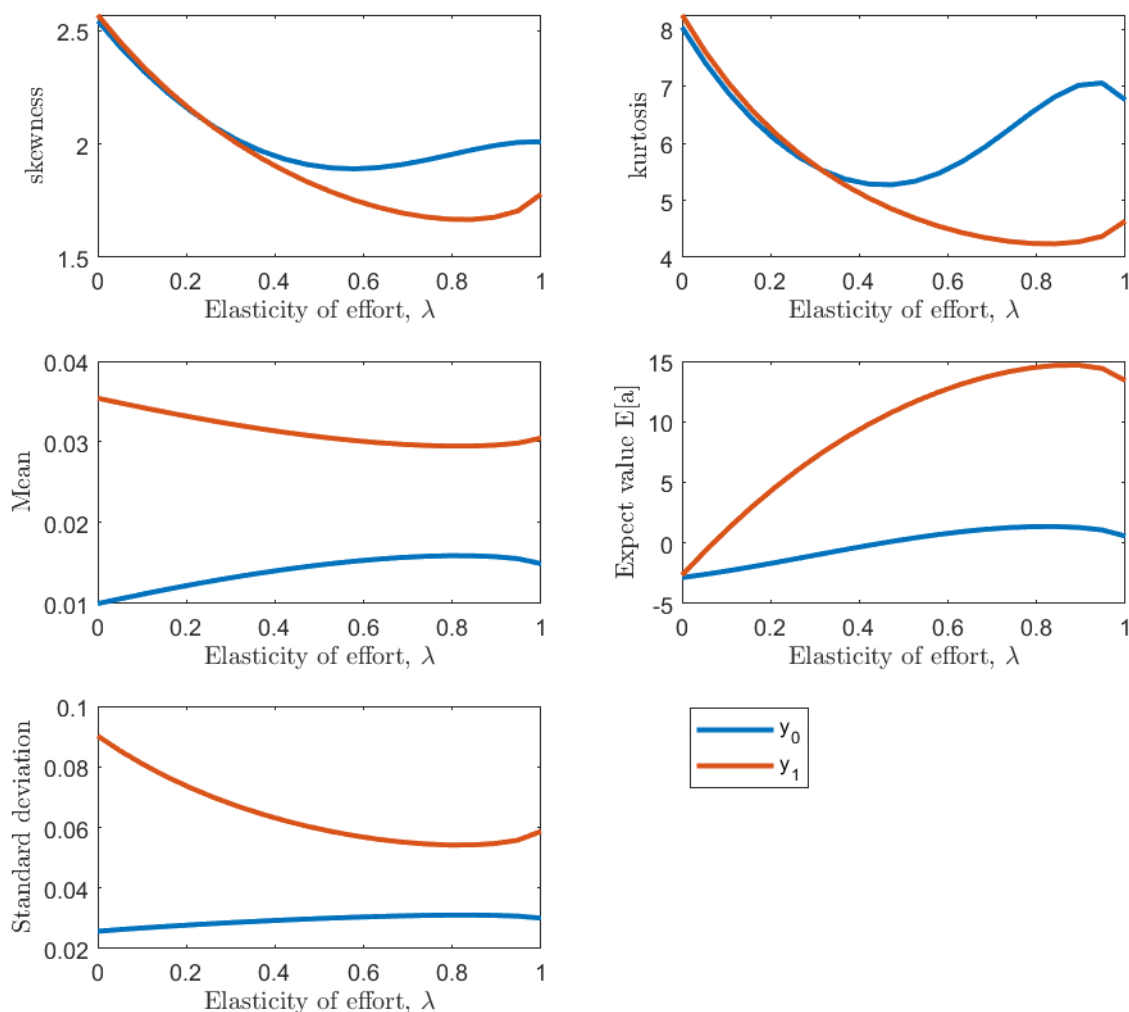 skewness
2.5
2
1.5
0 0.2 0.4 0.6 0.8 1
Elasticity of effort, λ
kurtosis
8
7
6
5
4
0 0.2 0.4 0.6 0.8 1
Elasticity of effort, λ
Mean
0.04
0.03
0.02
0.01
0 0.2 0.4 0.6 0.8 1
Elasticity of effort, λ
Expect value E[a]
15
10
5
0
-5
0 0.2 0.4 0.6 0.8 1
Elasticity of effort, λ
Standard deviation
0.1
0.08
0.06
0.04
0.02
0 0.2 0.4 0.6 0.8 1
Elasticity of effort, λ
y0
y1